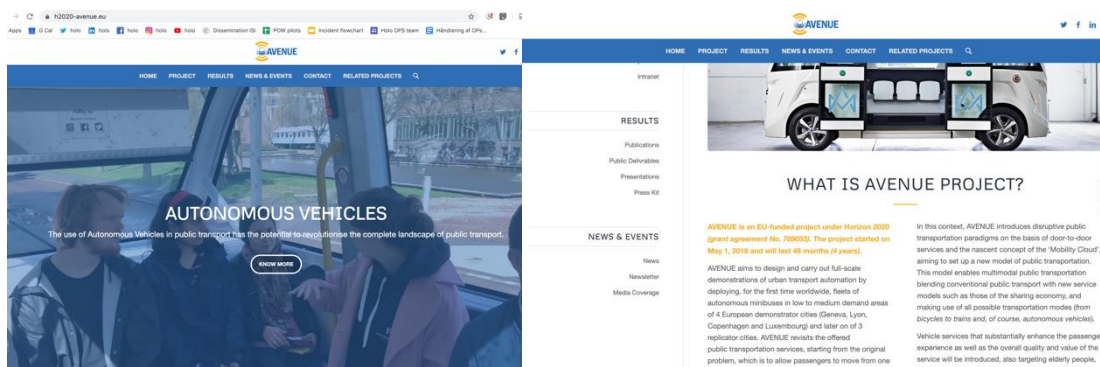 h2020-avenue.eu
Apps G Cal holo holo holo holo holo Dissemination ISI POW pilots Incident flowchart Holo OPS team Håndtering af OPs...
AVENUE
HOME PROJECT RESULTS NEWS & EVENTS CONTACT RELATED PROJECTS
AUTONOMOUS VEHICLES
The use of Autonomous Vehicles in public transport has the potential to revolutionise the complete landscape of public transport.
KNOW MORE
AVENUE
HOME PROJECT RESULTS NEWS & EVENTS CONTACT RELATED PROJECTS
Intranet
RESULTS
Publications
Public Delivrables
Presentations
Press Kit
NEWS & EVENTS
News
Newsletter
Media Coverage
WHAT IS AVENUE PROJECT?
AVENUE is an EU-funded project under Horizon 2020
(grant agreement No. 769033). The project started on
May 1, 2018 and will last 48 months (4 years).
AVENUE aims to design and carry out full-scale
demonstrations of urban transport automation by
deploying, for the first time worldwide, fleets of
autonomous minibuses in low to medium demand areas
of 4 European demonstrator cities (Geneva, Lyon,
Copenhagen and Luxembourg) and later on of 3
replicator cities. AVENUE revisits the offered
public transportation services, starting from the original
problem, which is to allow passengers to move from one
In this context, AVENUE introduces disruptive public
transportation paradigms on the basis of door-to-door
services and the nascent concept of the 'Mobility Cloud',
aiming to set up a new model of public transportation.
This model enables multimodal public transportation
blending conventional public transport with new service
models such as those of the sharing economy, and
making use of all possible transportation modes (from
bicycles to trains and, of course, autonomous vehicles).
Vehicle services that substantially enhance the passenge
experience as well as the overall quality and value of the
service will be introduced, also targeting elderly people,